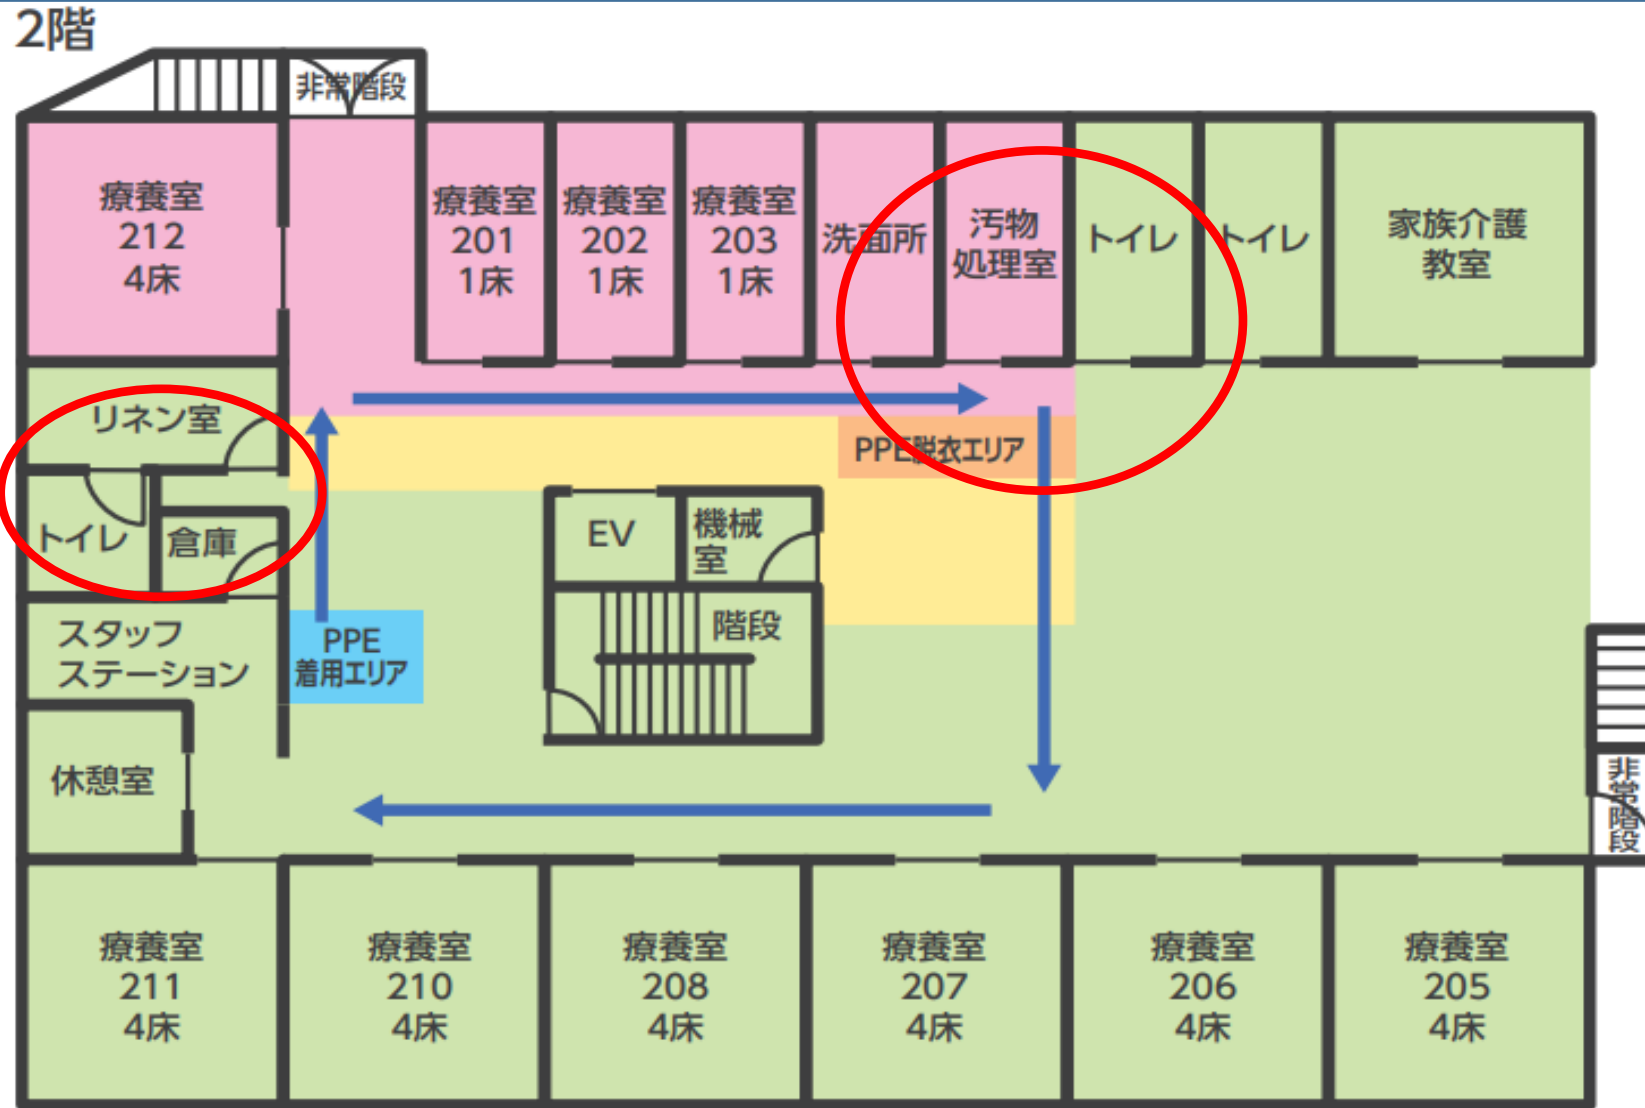 2階
非常階段
療養室
212
4床
療養室
201
1床
療養室
202
1床
療養室
203
1床
洗面所
汚物
処理室
トイレ
トイレ
家族介護
教室
リネン室
PPE脱衣エリア
トイレ
倉庫
EV
機械
室
階段
スタッフ
ステーション
PPE
着用エリア
休憩室
非常階段
療養室
211
4床
療養室
210
4床
療養室
208
4床
療養室
207
4床
療養室
206
4床
療養室
205
4床